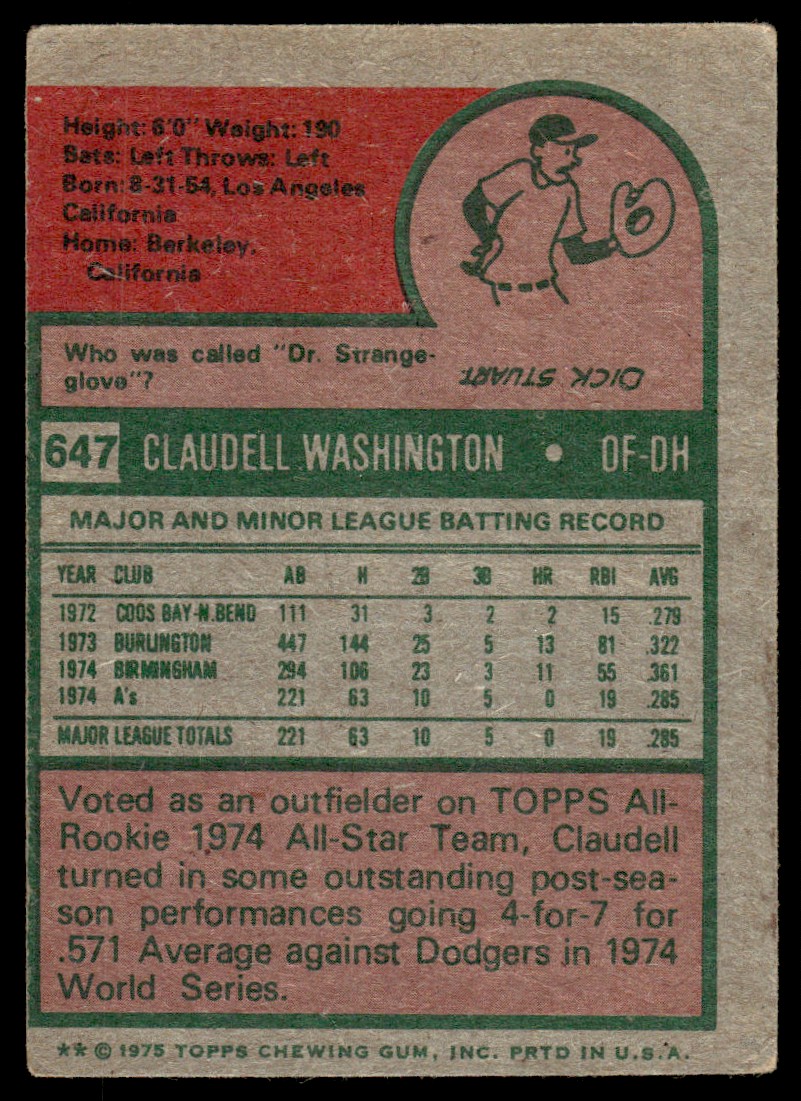 Height: 6'0" Weight: 190
Bats: Left Throws: Left
Born: 8-31-54, Los Angeles
California
Home: Berkeley,
California
Who was called "Dr. Strange-
glove"?
DICK STUART
647 CLAUDELL WASHINGTON • OF-DH
MAJOR AND MINOR LEAGUE BATTING RECORD
YEAR CLUB AB H 2B 3B HR RBI AVG
1972 COOS BAY-N.BEND 111 31 3 2 2 15 .279
1973 BURLINGTON 447 144 25 5 13 81 .322
1974 BIRMINGHAM 294 106 23 3 11 55 .361
1974 A's 221 63 10 5 0 19 .285
MAJOR LEAGUE TOTALS 221 63 10 5 0 19 .285
Voted as an outfielder on TOPPS All-
Rookie 1974 All-Star Team, Claudell
turned in some outstanding post-sea-
son performances going 4-for-7 for
.571 Average against Dodgers in 1974
World Series.
** © 1975 TOPPS CHEWING GUM, INC. PRTD IN U.S.A.